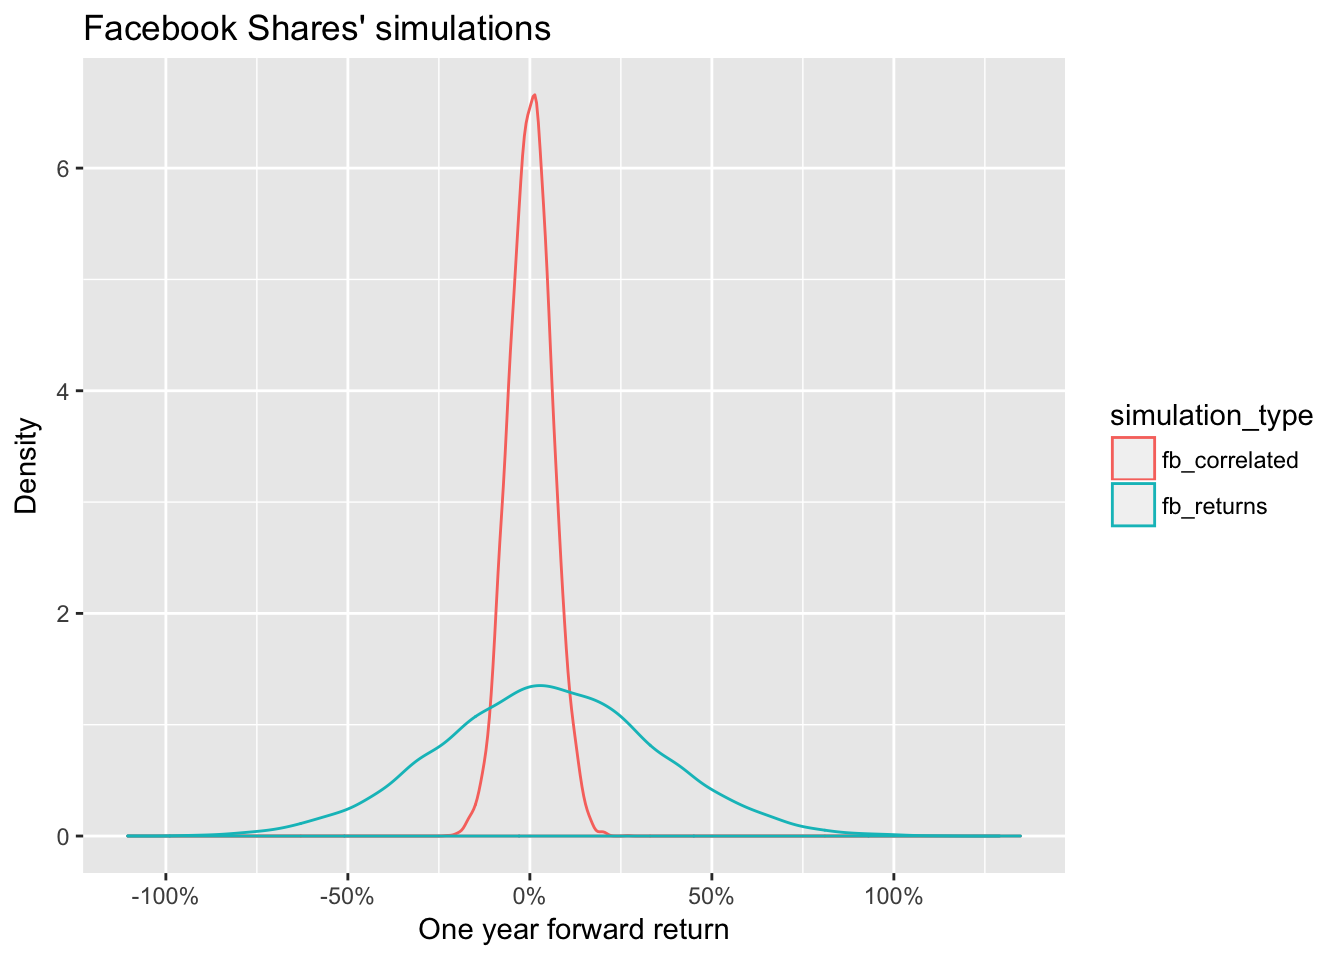 Facebook Shares' simulations
6
4
2
0
Density
-100%
-50%
0%
50%
100%
One year forward return
simulation_type
fb_correlated
fb_returns